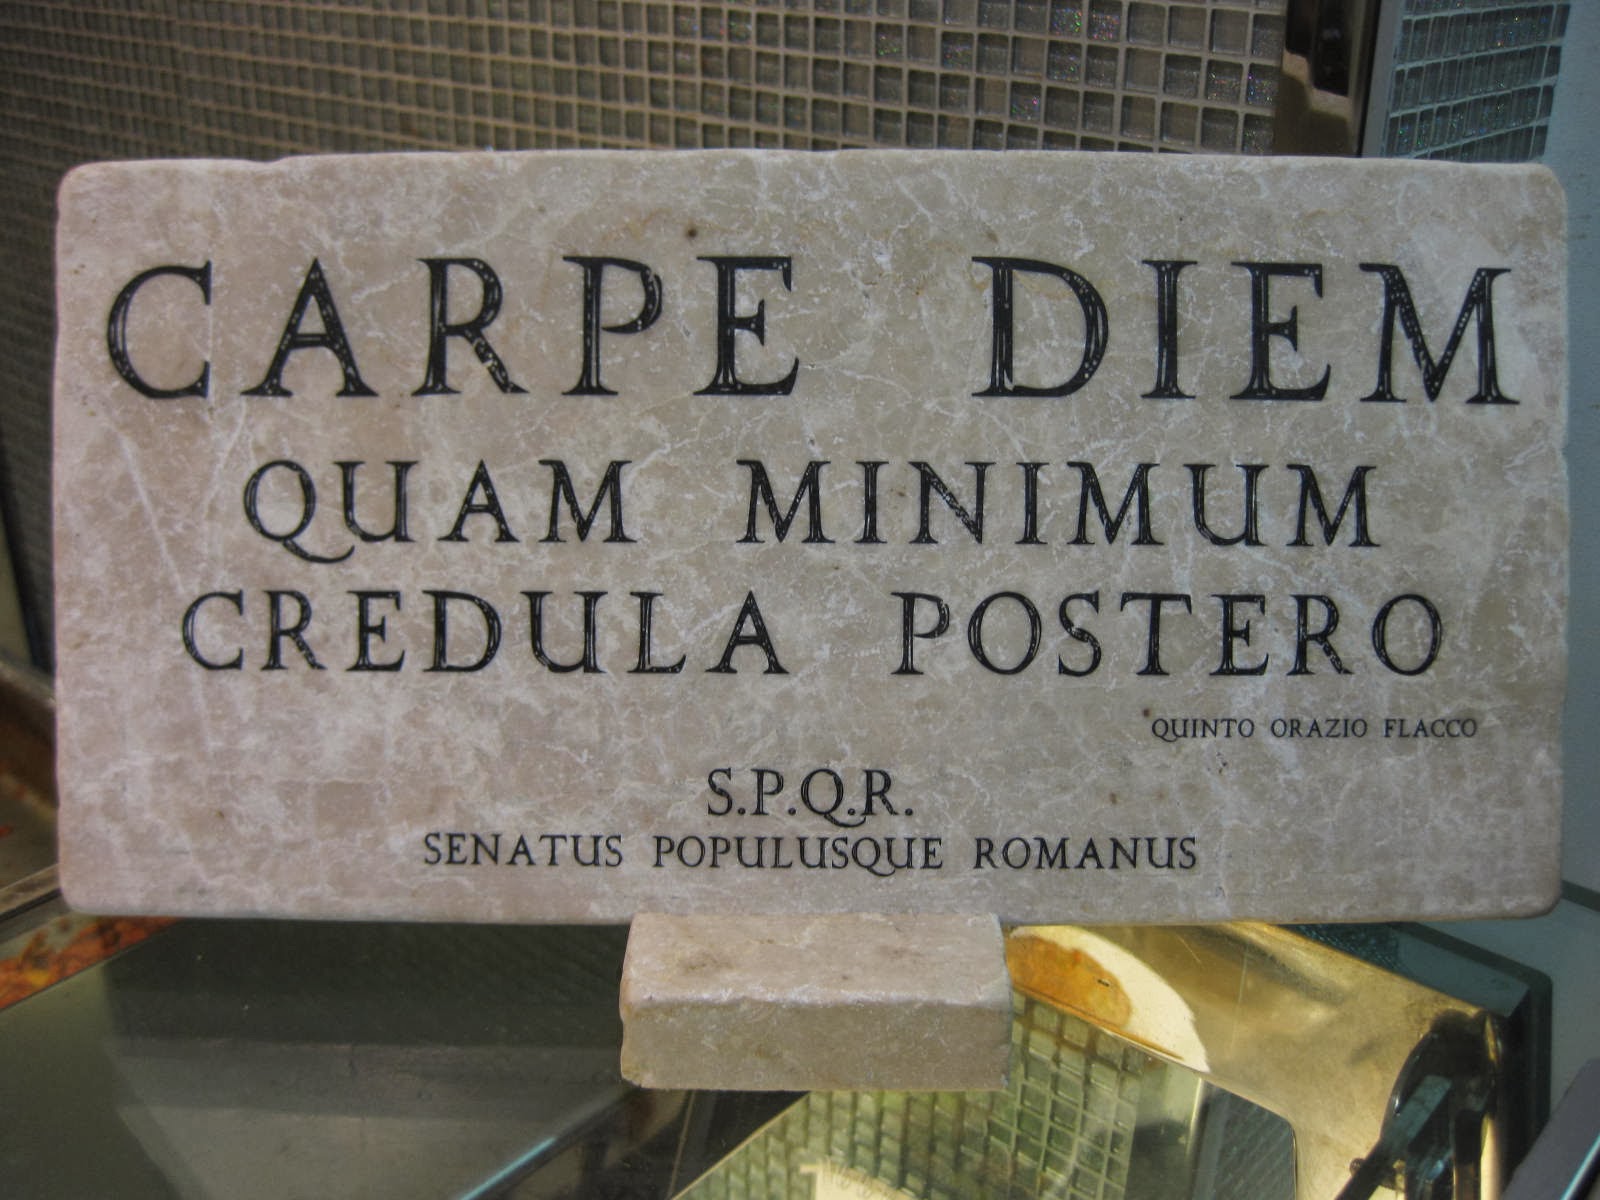 CARPE DIEM
QUAM MINIMUM
CREDULA POSTERO
QUINTO ORAZIO FLACCO
S.P.Q.R.
SENATUS POPULUSQUE ROMANUS